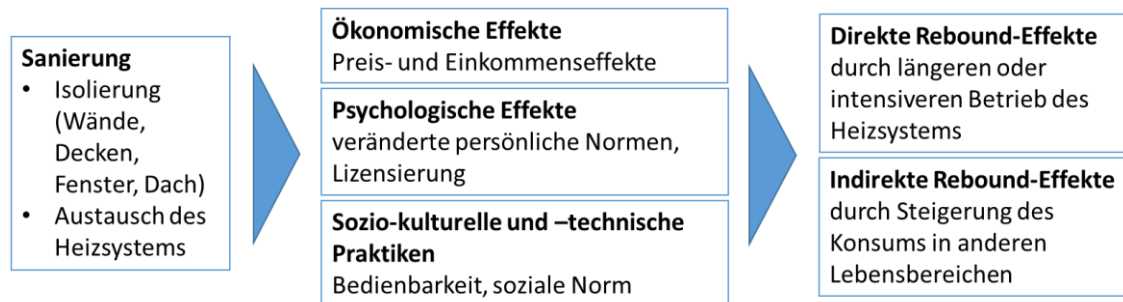 Sanierung
• Isolierung
(Wände,
Decken,
Fenster, Dach)
• Austausch des
Heizsystems
Ökonomische Effekte
Preis- und Einkommenseffekte
Psychologische Effekte
veränderte persönliche Normen,
Lizensierung
Sozio-kulturelle und –technische
Praktiken
Bedienbarkeit, soziale Norm
Direkte Rebound-Effekte
durch längeren oder
intensiveren Betrieb des
Heizsystems
Indirekte Rebound-Effekte
durch Steigerung des
Konsums in anderen
Lebensbereichen